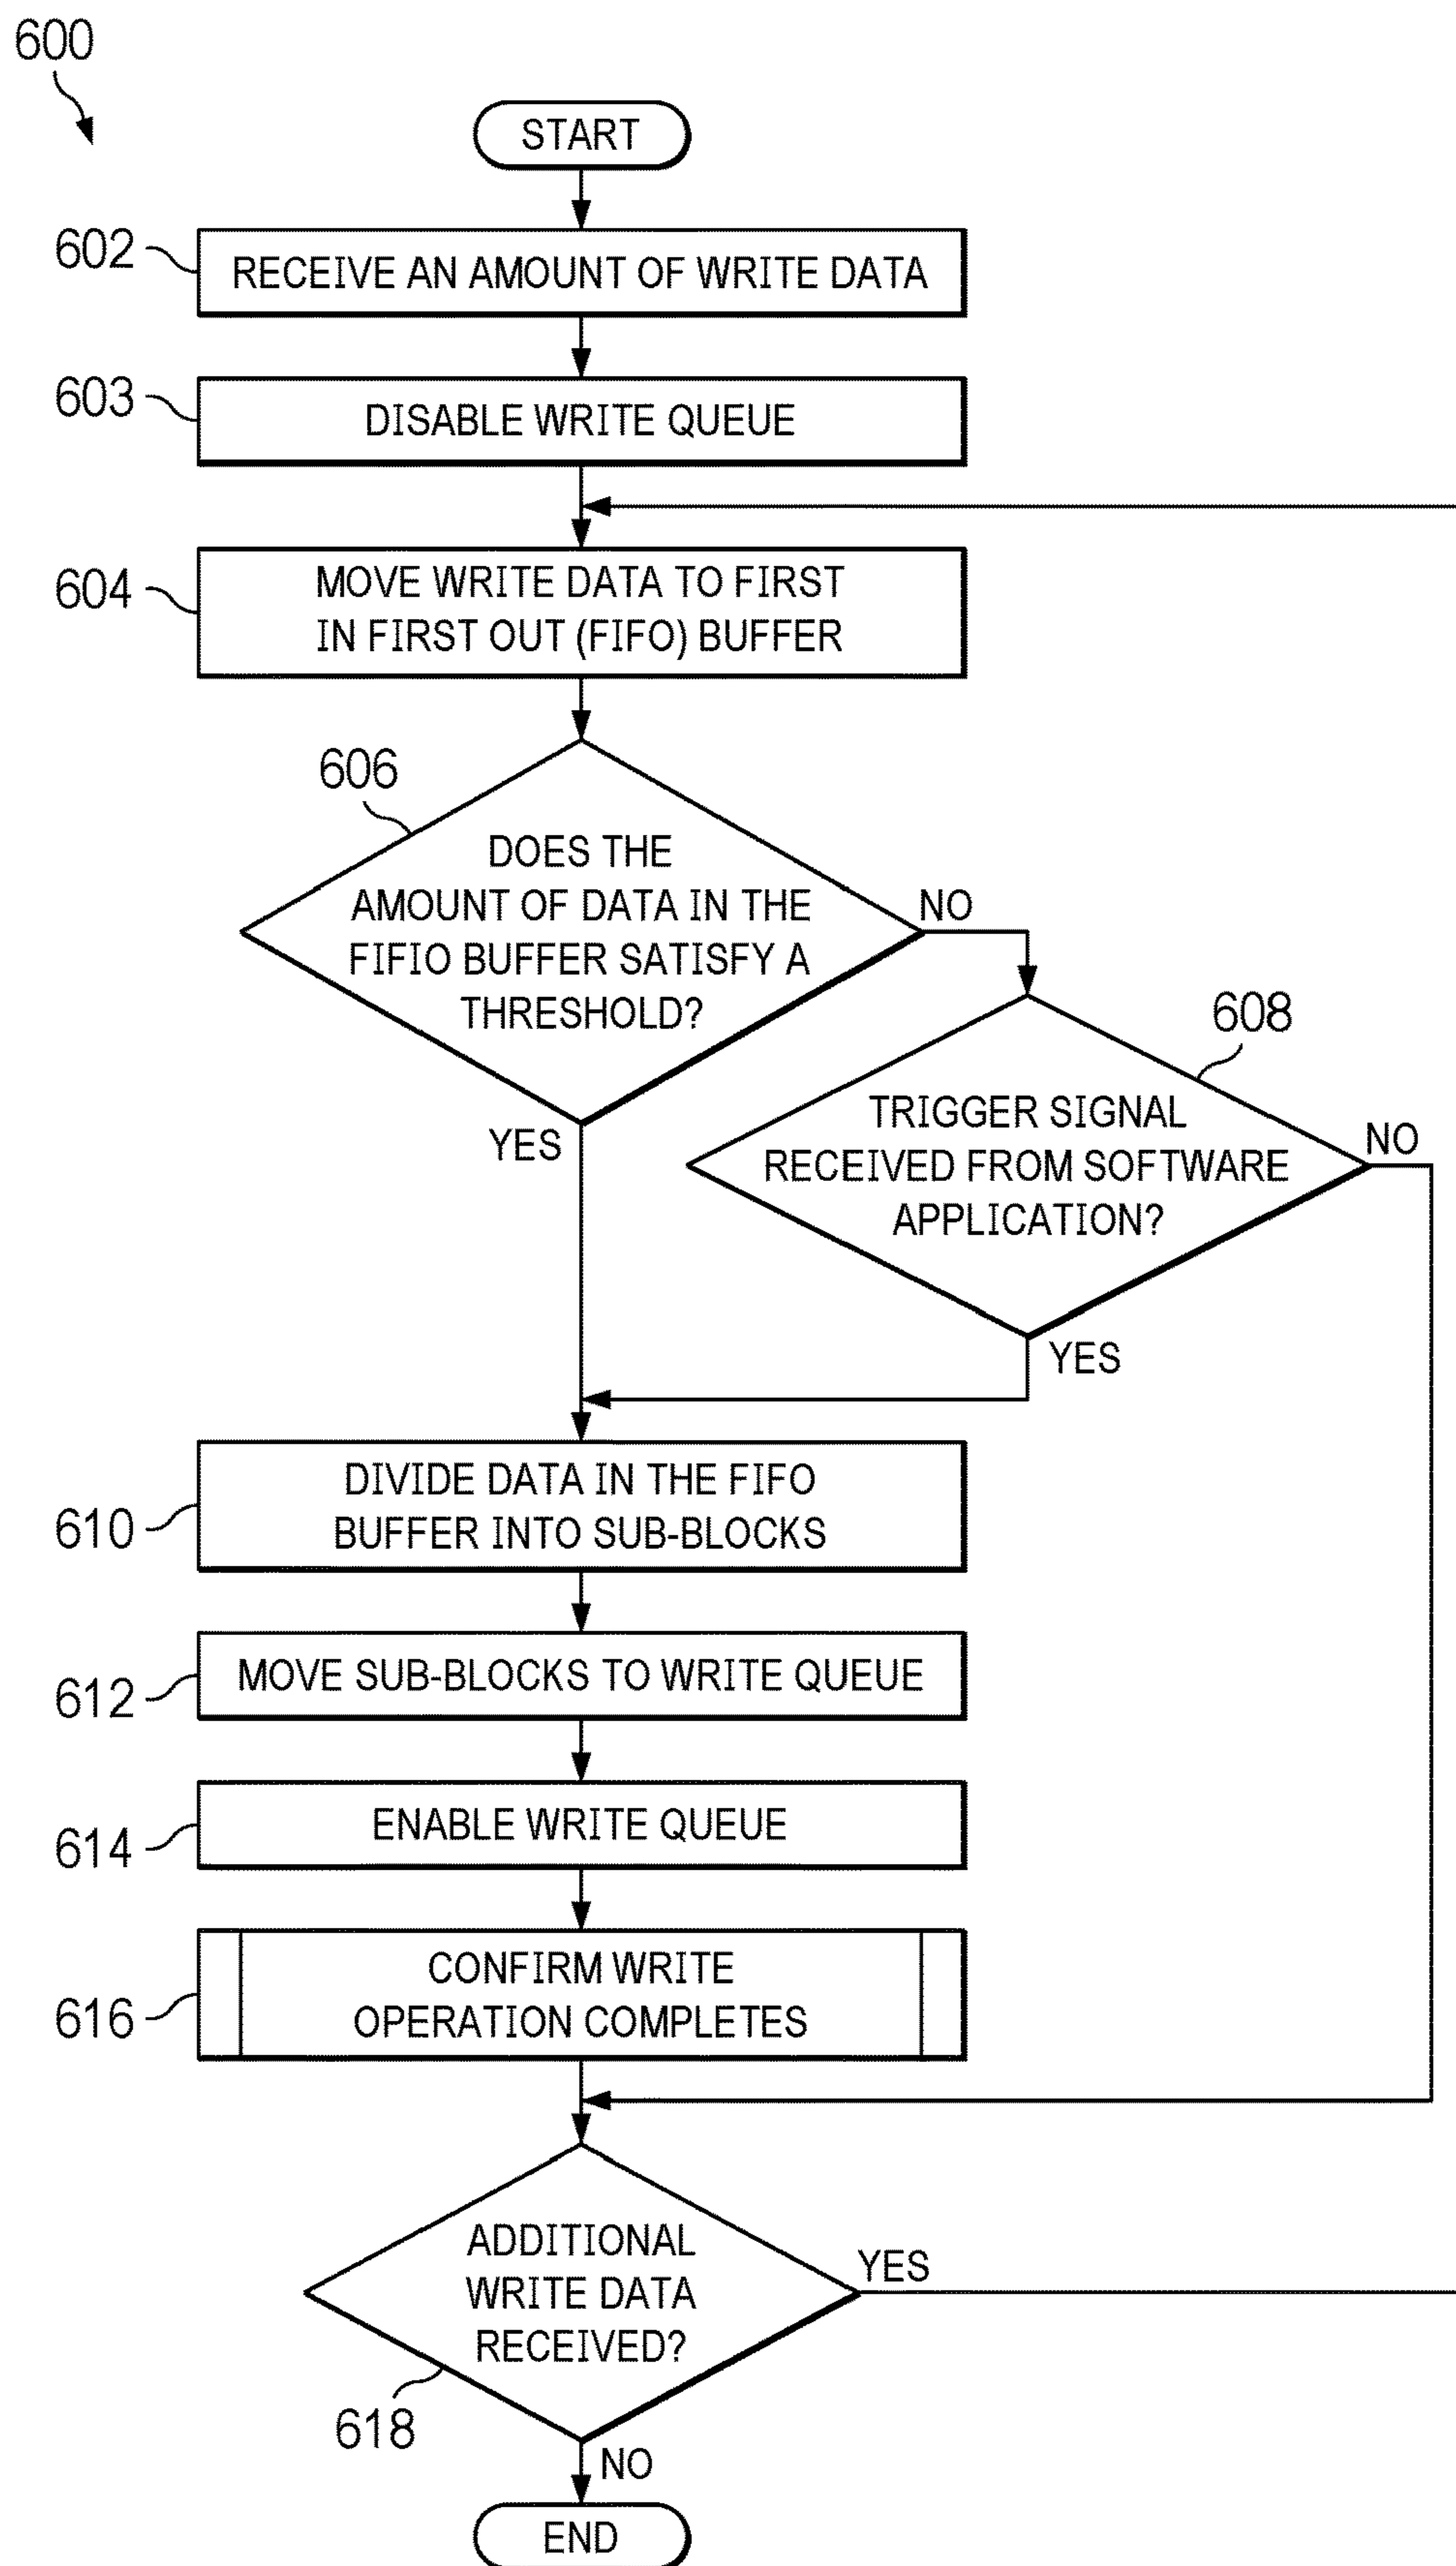 600
START
602
RECEIVE AN AMOUNT OF WRITE DATA
603
DISABLE WRITE QUEUE
604
MOVE WRITE DATA TO FIRST
IN FIRST OUT (FIFO) BUFFER
606
DOES THE
AMOUNT OF DATA IN THE
FIFIO BUFFER SATISFY A
THRESHOLD?
NO
YES
608
TRIGGER SIGNAL
RECEIVED FROM SOFTWARE
APPLICATION?
NO
YES
610
DIVIDE DATA IN THE FIFO
BUFFER INTO SUB-BLOCKS
612
MOVE SUB-BLOCKS TO WRITE QUEUE
614
ENABLE WRITE QUEUE
616
CONFIRM WRITE
OPERATION COMPLETES
618
ADDITIONAL
WRITE DATA
RECEIVED?
YES
NO
END